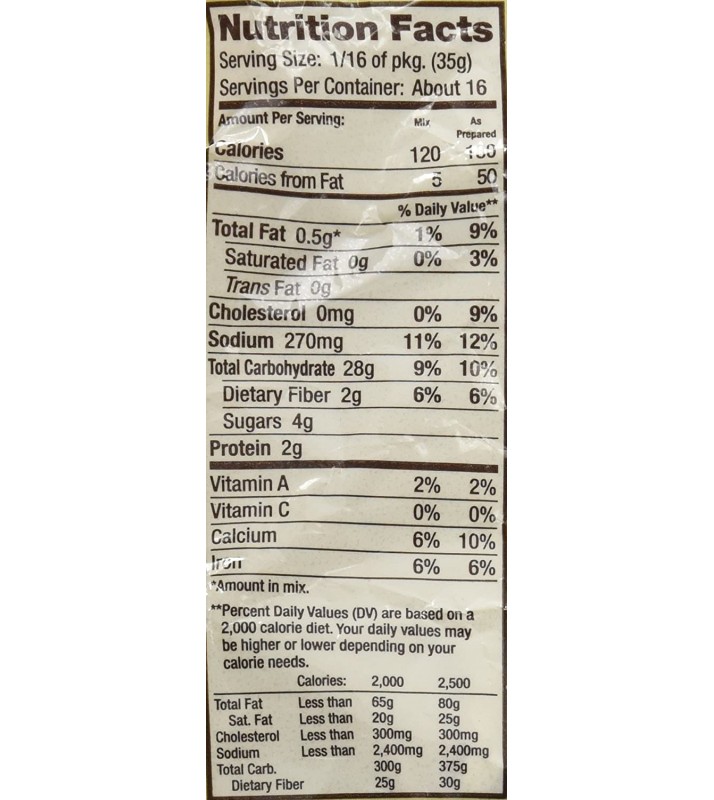 Nutrition Facts
Serving Size: 1/16 of pkg. (35g)
Servings Per Container: About 16
Amount Per Serving: Mix As Prepared
Calories 120
Calories from Fat 5 50
% Daily Value**
Total Fat 0.5g* 1% 9%
Saturated Fat 0g 0% 3%
Trans Fat 0g
Cholesterol 0mg 0% 9%
Sodium 270mg 11% 12%
Total Carbohydrate 28g 9% 10%
Dietary Fiber 2g 6% 6%
Sugars 4g
Protein 2g
Vitamin A 2% 2%
Vitamin C 0% 0%
Calcium 6% 10%
Iron 6% 6%
*Amount in mix.
**Percent Daily Values (DV) are based on a
2,000 calorie diet. Your daily values may
be higher or lower depending on your
calorie needs.
Calories: 2,000 2,500
Total Fat Less than 65g 80g
Sat. Fat Less than 20g 25g
Cholesterol Less than 300mg 300mg
Sodium Less than 2,400mg 2,400mg
Total Carb. 300g 375g
Dietary Fiber 25g 30g